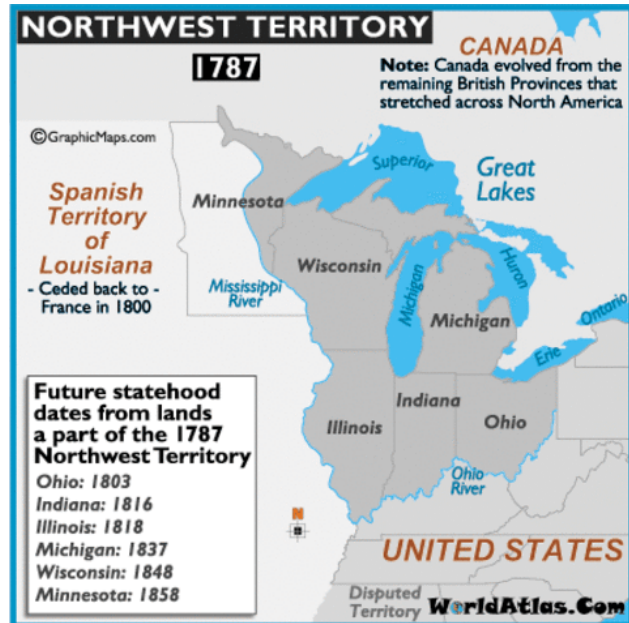 NORTHWEST TERRITORY
1787
CANADA
Note: Canada evolved from the
remaining British Provinces that
stretched across North America
©GraphicMaps.com
Superior
Great
Lakes
Spanish
Territory
of
Louisiana
- Ceded back to -
France in 1800
Minnesota
Wisconsin
Mississippi
River
Michigan
Huron
Michigan
Ontario
Erie
Future statehood
dates from lands
a part of the 1787
Northwest Territory
Ohio: 1803
Indiana: 1816
Illinois: 1818
Michigan: 1837
Wisconsin: 1848
Minnesota: 1858
Illinois
Indiana
Ohio
Ohio
River
N
UNITED STATES
Disputed
Territory
WorldAtlas.Com